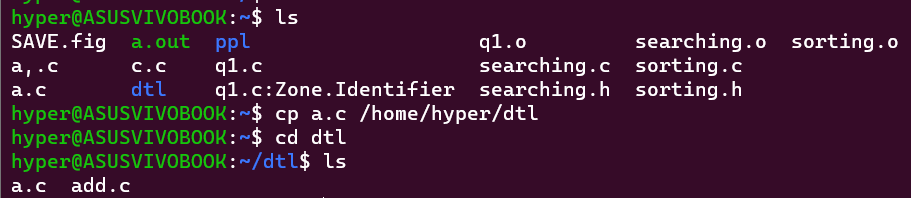 hyper@ASUSVIVOBOOK:~$ ls
SAVE.fig a.out ppl q1.o searching.o sorting.o
a,.c c.c q1.c searching.c sorting.c
a.c dtl q1.c:Zone.Identifier searching.h sorting.h
hyper@ASUSVIVOBOOK:~$ cp a.c /home/hyper/dtl
hyper@ASUSVIVOBOOK:~$ cd dtl
hyper@ASUSVIVOBOOK:~/dtl$ ls
a.c add.c